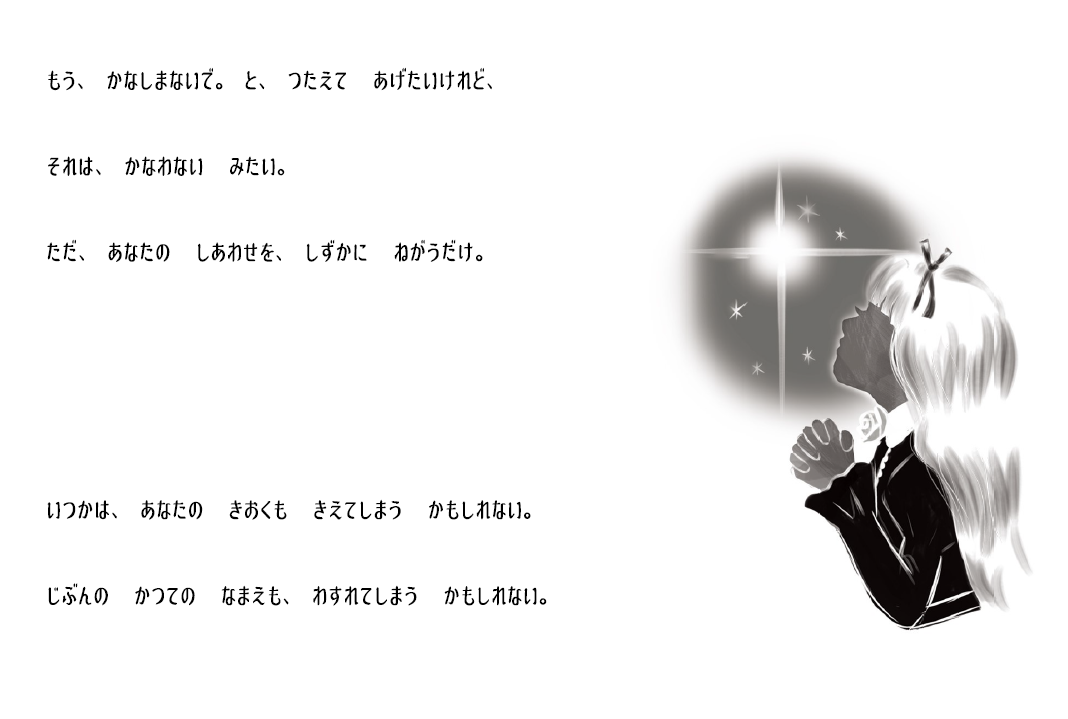 もう、 かなしまないで。 と、 つたえて あげたいけれど、
それは、 かなわない みたい。
ただ、 あなたの しあわせを、 しずかに ねがうだけ。
いつかは、 あなたの きおくも きえてしまう かもしれない。
じぶんの かつての なまえも、 わすれてしまう かもしれない。